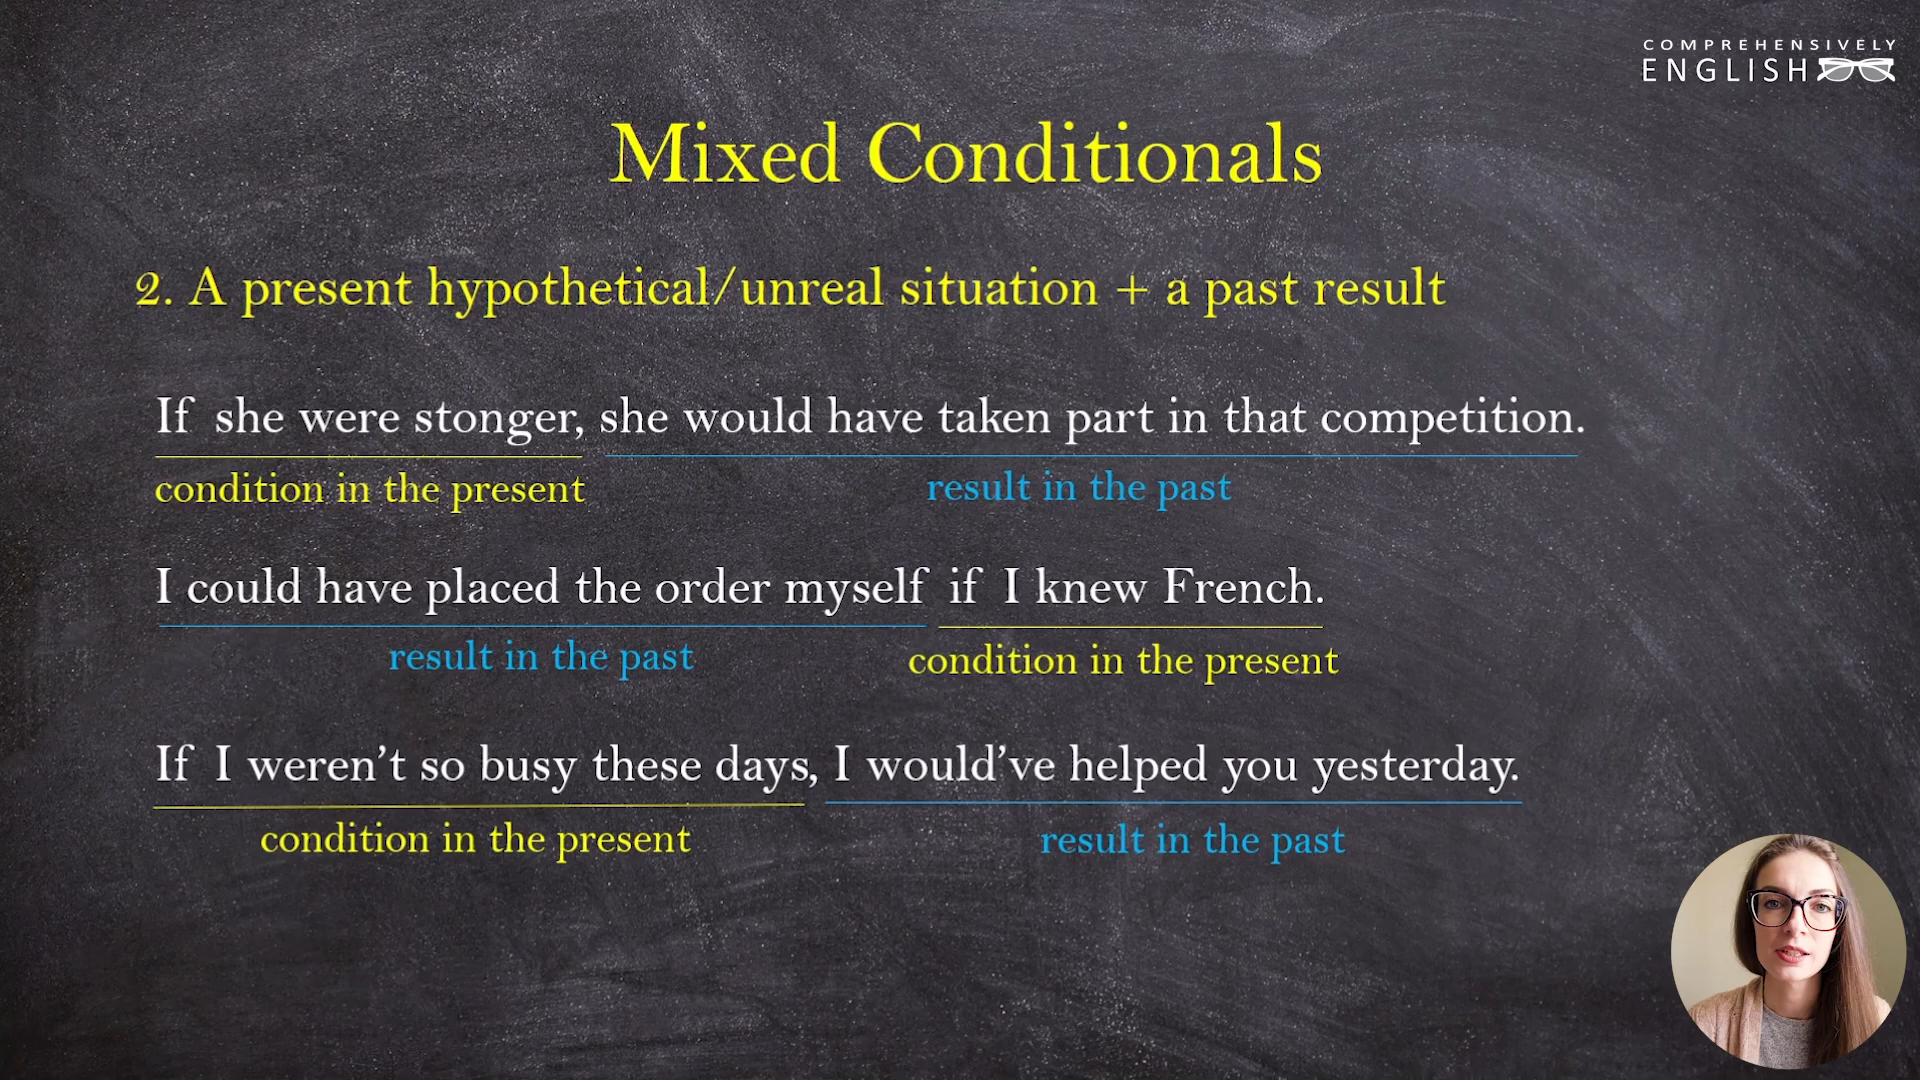 COMPREHENSIVELY
ENGLISH
Mixed Conditionals
2. A present hypothetical/unreal situation + a past result
If she were stonger, she would have taken part in that competition.
condition in the present result in the past
I could have placed the order myself if I knew French.
result in the past condition in the present
If I weren't so busy these days, I would've helped you yesterday.
condition in the present result in the past